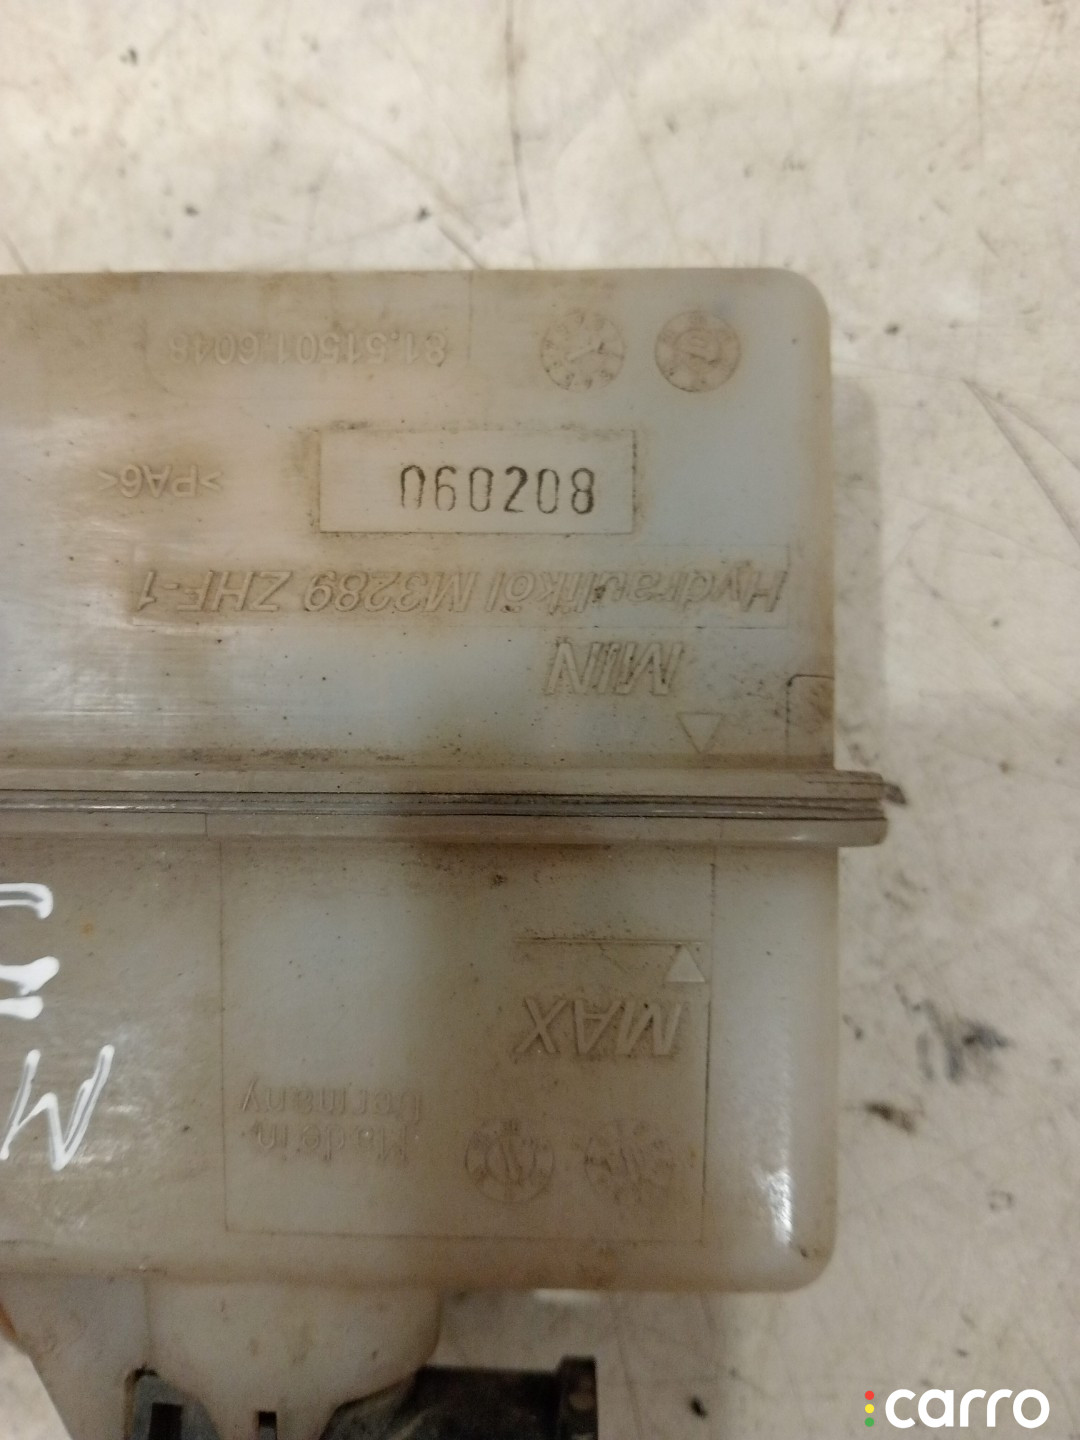 81.51501.6048
060208
>PA6<
Hydrauliköl M3289 ZHF-1
MIN
MAX
Made in
Germany
M
carro